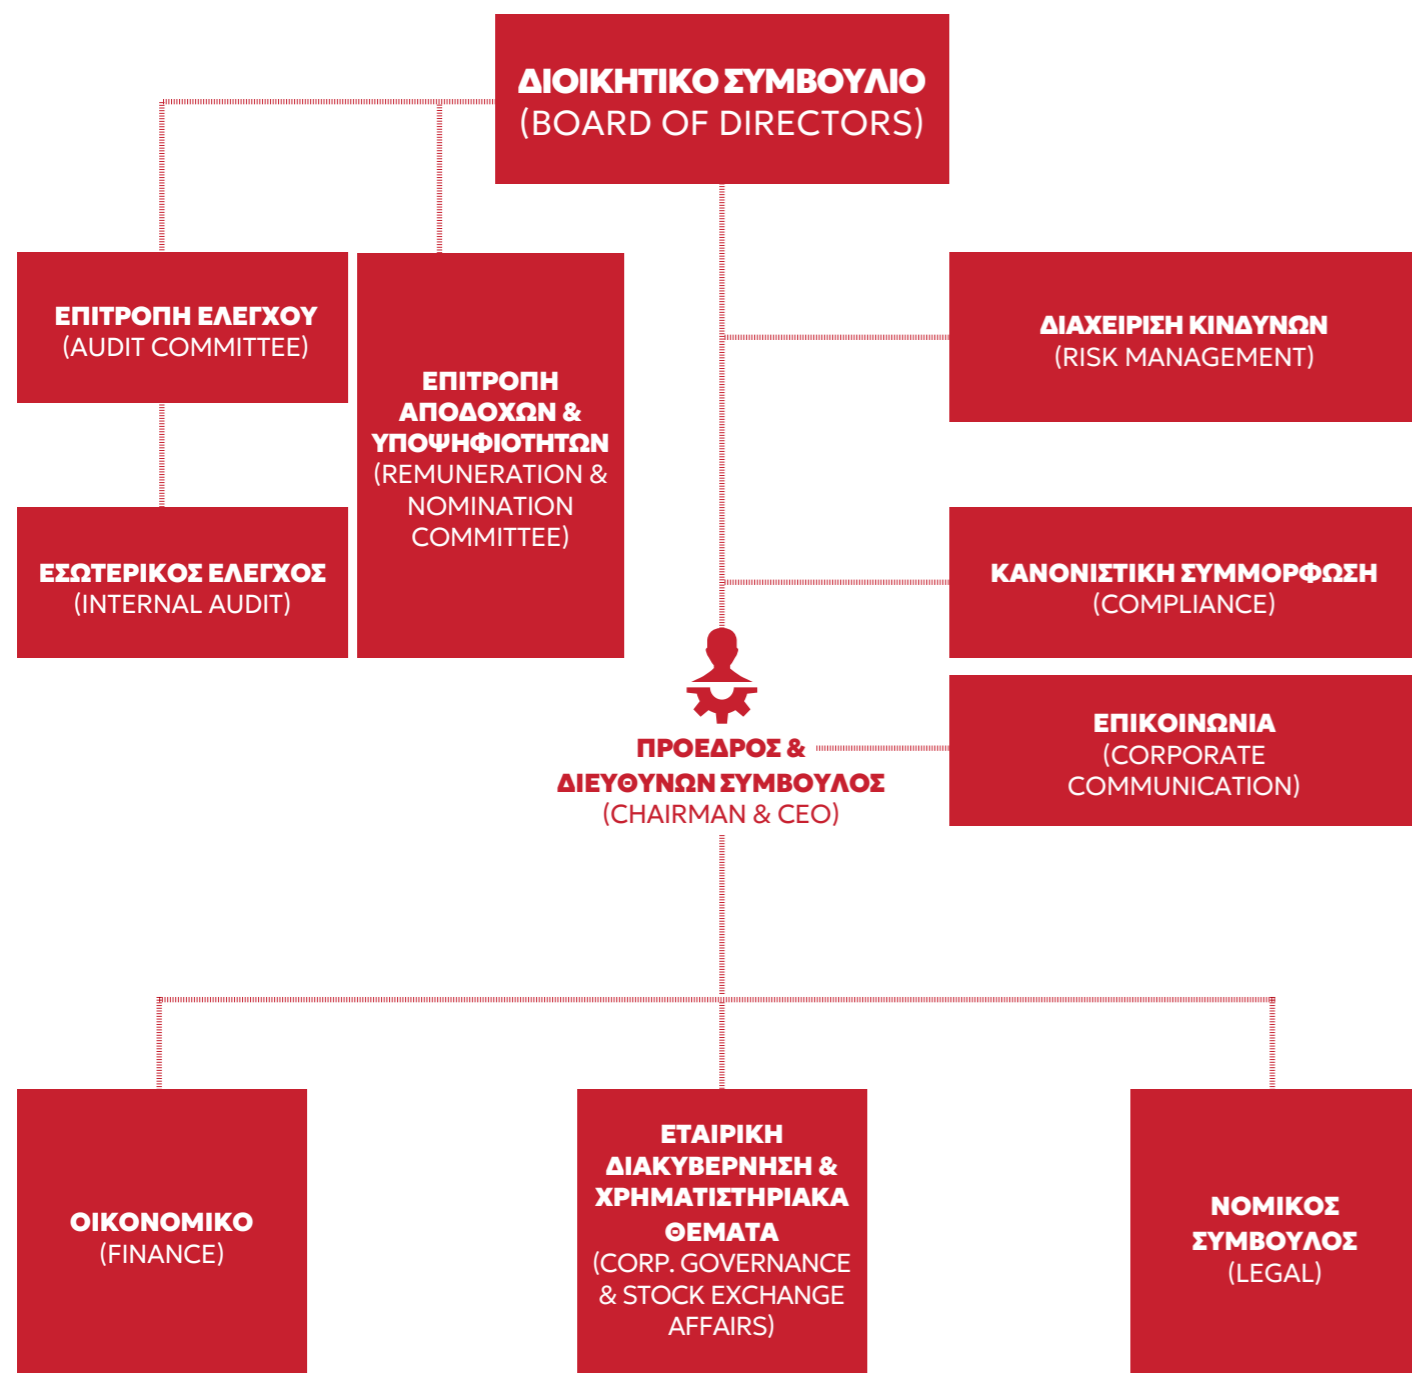 ΔΙΟΙΚΗΤΙΚΟ ΣΥΜΒΟΥΛΙΟ
(BOARD OF DIRECTORS)
ΕΠΙΤΡΟΠΗ ΕΛΕΓΧΟΥ
(AUDIT COMMITTEE)
ΕΠΙΤΡΟΠΗ
ΑΠΟΔΟΧΩΝ &
ΥΠΟΨΗΦΙΟΤΗΤΩΝ
(REMUNERATION &
NOMINATION
COMMITTEE)
ΔΙΑΧΕΙΡΙΣΗ ΚΙΝΔΥΝΩΝ
(RISK MANAGEMENT)
ΕΣΩΤΕΡΙΚΟΣ ΕΛΕΓΧΟΣ
(INTERNAL AUDIT)
ΚΑΝΟΝΙΣΤΙΚΗ ΣΥΜΜΟΡΦΩΣΗ
(COMPLIANCE)
ΠΡΟΕΔΡΟΣ &
ΔΙΕΥΘΥΝΩΝ ΣΥΜΒΟΥΛΟΣ
(CHAIRMAN & CEO)
ΕΠΙΚΟΙΝΩΝΙΑ
(CORPORATE
COMMUNICATION)
ΟΙΚΟΝΟΜΙΚΟ
(FINANCE)
ΕΤΑΙΡΙΚΗ
ΔΙΑΚΥΒΕΡΝΗΣΗ &
ΧΡΗΜΑΤΙΣΤΗΡΙΑΚΑ
ΘΕΜΑΤΑ
(CORP. GOVERNANCE
& STOCK EXCHANGE
AFFAIRS)
ΝΟΜΙΚΟΣ
ΣΥΜΒΟΥΛΟΣ
(LEGAL)